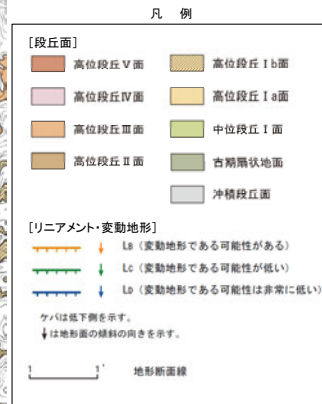 凡 例
[段丘面]
高位段丘Ⅴ面
高位段丘Ⅰb面
高位段丘Ⅳ面
高位段丘Ⅰa面
高位段丘Ⅲ面
中位段丘Ⅰ面
高位段丘Ⅱ面
古期扇状地面
沖積段丘面
[リニアメント・変動地形]
LB (変動地形である可能性がある)
LC (変動地形である可能性が低い)
LD (変動地形である可能性は非常に低い)
ケバは低下側を示す。
↓は地形面の傾斜の向きを示す。
1 1' 地形断面線